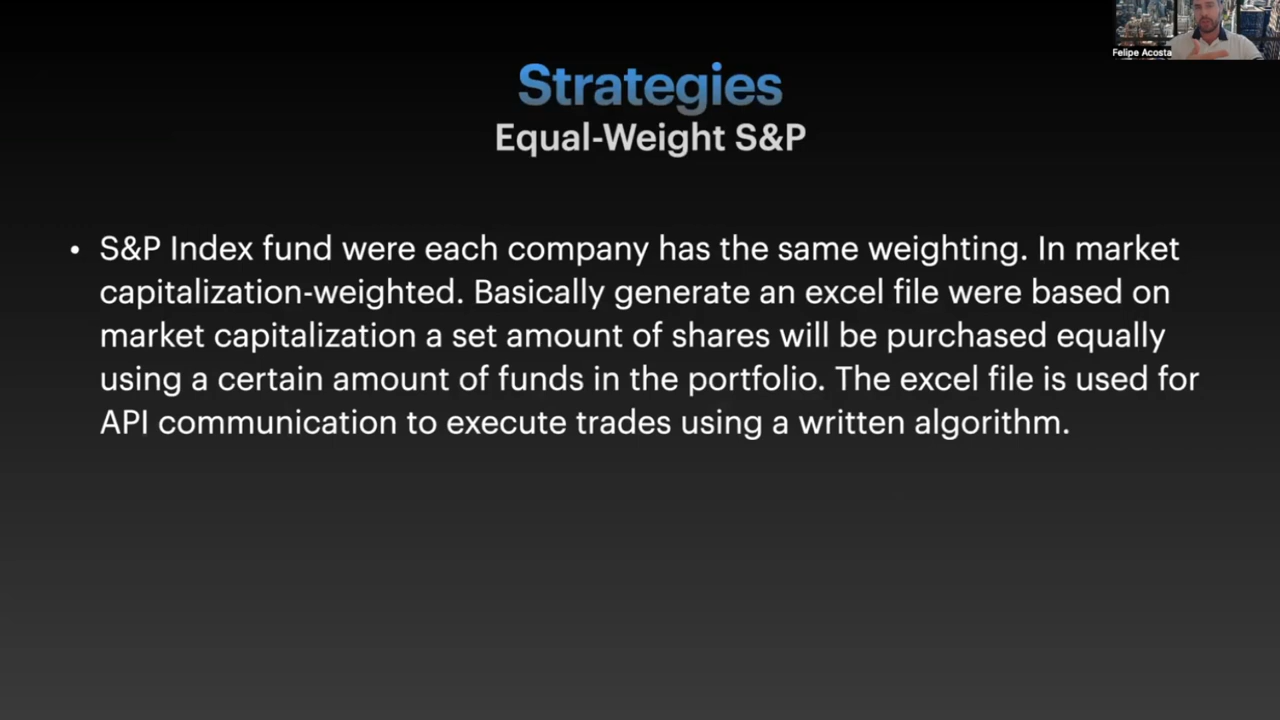 Felipe Acosta
Strategies
Equal-Weight S&P
• S&P Index fund were each company has the same weighting. In market
capitalization-weighted. Basically generate an excel file were based on
market capitalization a set amount of shares will be purchased equally
using a certain amount of funds in the portfolio. The excel file is used for
API communication to execute trades using a written algorithm.